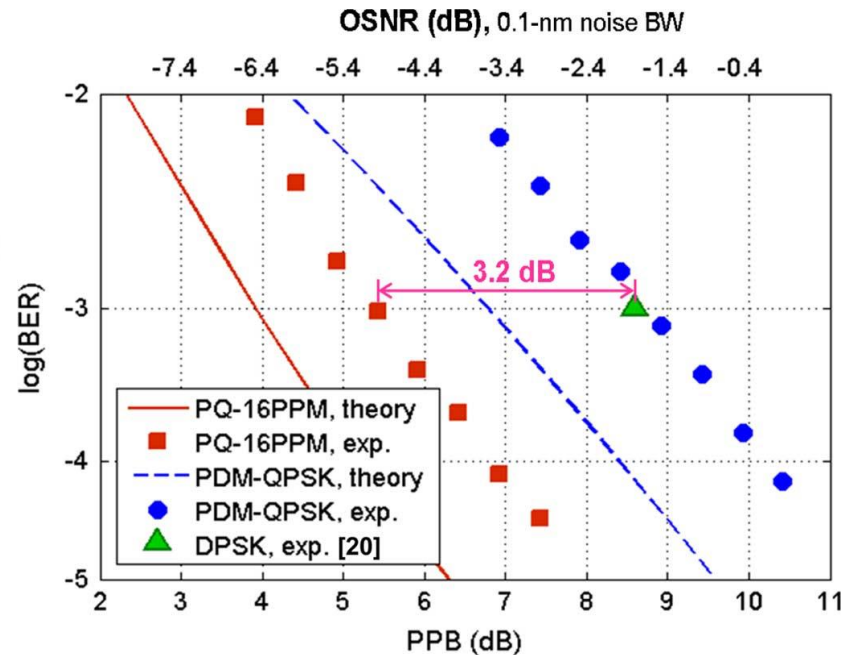 OSNR (dB), 0.1-nm noise BW
-7.4 -6.4 -5.4 -4.4 -3.4 -2.4 -1.4 -0.4
-2
3.2 dB
-3
log(BER)
PQ-16PPM, theory
PQ-16PPM, exp.
-4
PDM-QPSK, theory
PDM-QPSK, exp.
DPSK, exp. [20]
-5
2 3 4 5 6 7 8 9 10 11
PPB (dB)